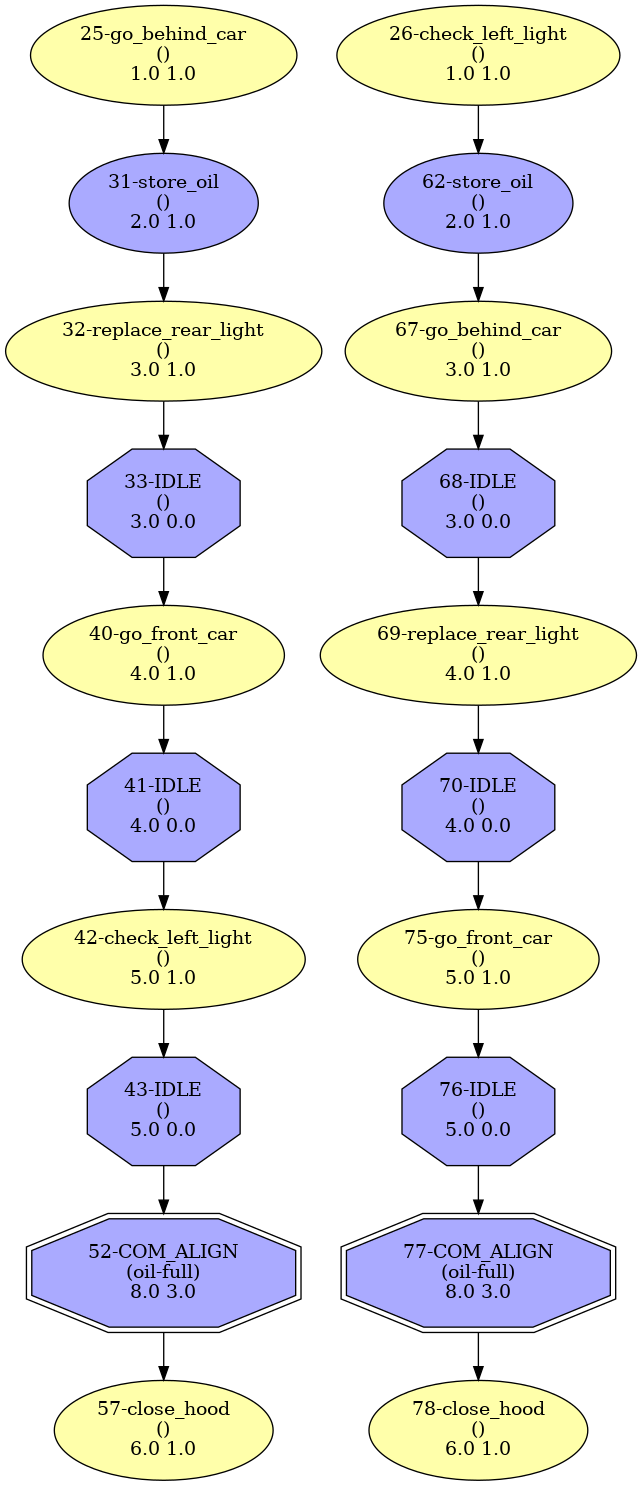 25-go_behind_car
()
1.0 1.0
31-store_oil
()
2.0 1.0
32-replace_rear_light
()
3.0 1.0
33-IDLE
()
3.0 0.0
40-go_front_car
()
4.0 1.0
41-IDLE
()
4.0 0.0
42-check_left_light
()
5.0 1.0
43-IDLE
()
5.0 0.0
52-COM_ALIGN
(oil-full)
8.0 3.0
57-close_hood
()
6.0 1.0
26-check_left_light
()
1.0 1.0
62-store_oil
()
2.0 1.0
67-go_behind_car
()
3.0 1.0
68-IDLE
()
3.0 0.0
69-replace_rear_light
()
4.0 1.0
70-IDLE
()
4.0 0.0
75-go_front_car
()
5.0 1.0
76-IDLE
()
5.0 0.0
77-COM_ALIGN
(oil-full)
8.0 3.0
78-close_hood
()
6.0 1.0